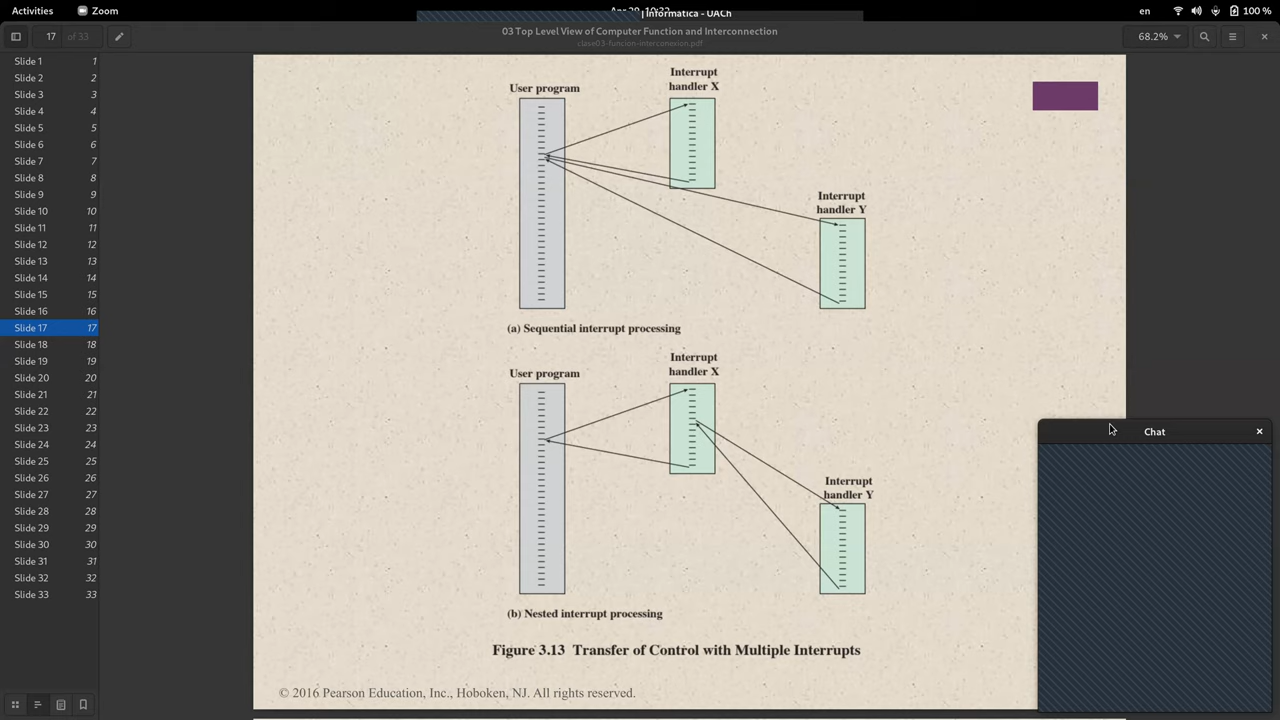 Activities
Zoom
| Informatica - UACh
en
100 %
17
of 33
03 Top Level View of Computer Function and Interconnection
clase03-funcion-interconexion.pdf
68.2%
Slide 1 1
Slide 2 2
Slide 3 3
Slide 4 4
Slide 5 5
Slide 6 6
Slide 7 7
Slide 8 8
Slide 9 9
Slide 10 10
Slide 11 11
Slide 12 12
Slide 13 13
Slide 14 14
Slide 15 15
Slide 16 16
Slide 17 17
Slide 18 18
Slide 19 19
Slide 20 20
Slide 21 21
Slide 22 22
Slide 23 23
Slide 24 24
Slide 25 25
Slide 26 26
Slide 27 27
Slide 28 28
Slide 29 29
Slide 30 30
Slide 31 31
Slide 32 32
Slide 33 33
User program
Interrupt
handler X
Interrupt
handler Y
(a) Sequential interrupt processing
User program
Interrupt
handler X
Interrupt
handler Y
(b) Nested interrupt processing
Figure 3.13 Transfer of Control with Multiple Interrupts
© 2016 Pearson Education, Inc., Hoboken, NJ. All rights reserved.
Chat